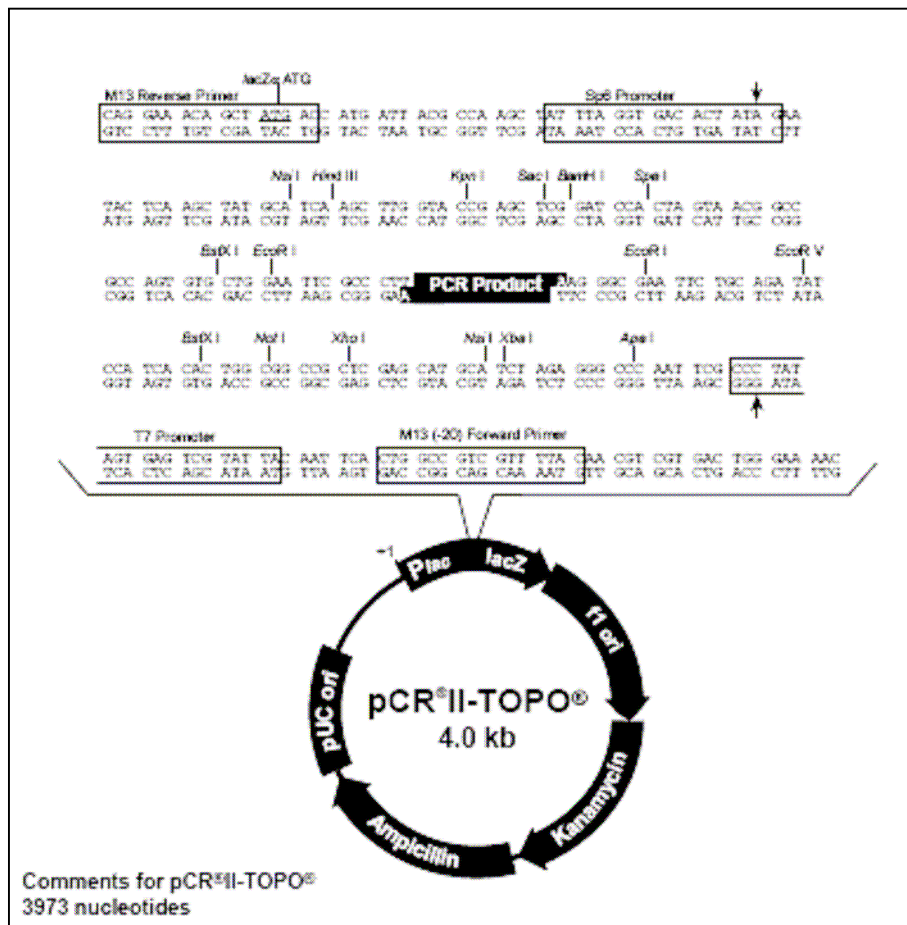 lacZα ATG
M13 Reverse Primer Sp6 Promoter
CAG GAA ACA GCT ATG AC C ATG ATT ACG CCA AGC T AT TTA GGT GAC ACT ATA GAA
GTC CTT TGT CGA TAC TG G TAC TAA TGC GGT TCG A TA AAT CCA CTG TGA TAT CTT
Nsi I Hind III Kpn I Sac I BamH I Spe I
TAC TCA AGC TAT GCA TCA AGC TTG GTA CCG AGC TCG GAT CCA CTA GTA ACG GCC
ATG AGT TCG ATA CGT AGT TCG AAC CAT GGC TCG AGC CTA GGT GAT CAT TGC CGG
BstX I EcoR I EcoR I EcoR V
GCC AGT GTG CTG GAA TTC GCC CTT PCR Product AAG GGC GAA TTC TGC AGA TAT
CGG TCA CAC GAC CTT AAG CGG GAA TTC CCG CTT AAG ACG TCT ATA
BstX I Not I Xho I Nsi I Xba I Apa I
CCA TCA CAC TGG CGG CCG CTC GAG CAT GCA TCT AGA GGG CCC AAT TCG CCC TAT
GGT AGT GTG ACC GCC GGC GAG CTC GTA CGT AGA TCT CCC GGG TTA AGC GGG ATA
T7 Promoter M13 (-20) Forward Primer
AGT GAG TCG TAT TAC AAT TCA CTG GCC GTC GTT TTA C AA CGT CGT GAC TGG GAA AAC
TCA CTC AGC ATA ATG TTA AGT GAC CGG CAG CAA AAT G TT GCA GCA CTG ACC CTT TTG
+1
Plac lacZ
f1 ori
Kanamycin
Ampicillin
pUC ori
pCR®II-TOPO®
4.0 kb
Comments for pCR®II-TOPO®
3973 nucleotides